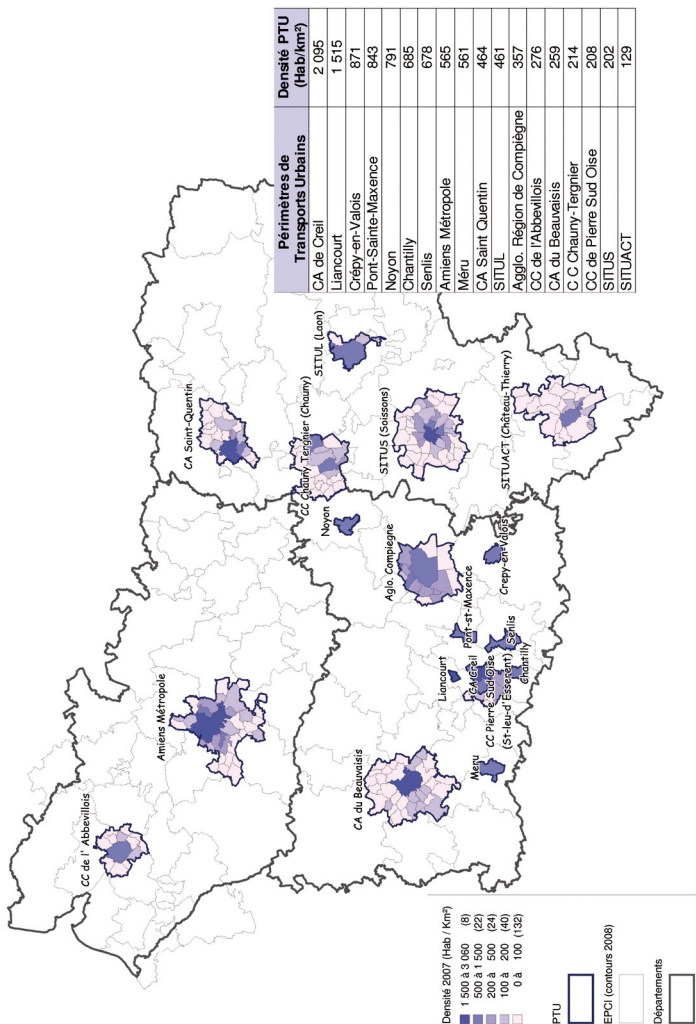 CC de l' Abbevillois
Amiens Métropole
CA Saint-Quentin
CC Chauny Tergnier (Chauny)
SITUL (Laon)
Noyon
CA du Beauvaisis
Aglo. Compiegne
SITUS (Soissons)
Liancourt
Pont-st-Maxence
CA Creil
CC Pierre Sud Oise
(St-leu-d'Esserent)
Senlis
Chantilly
Crepy-en-Valois
Meru
SITUACT (Château-Thierry)
Densité 2007 (Hab / Km²)
1 500 à 3 060 (8)
500 à 1 500 (22)
200 à 500 (24)
100 à 200 (40)
0 à 100 (132)
PTU
EPCI (contours 2008)
Départements
Périmètres de Densité PTU
Transports Urbains (Hab/km²)
CA de Creil 2 095
Liancourt 1 515
Crépy-en-Valois 871
Pont-Sainte-Maxence 843
Noyon 791
Chantilly 685
Senlis 678
Amiens Métropole 565
Méru 561
CA Saint Quentin 464
SITUL 461
Agglo. Région de Compiègne 357
CC de l'Abbevillois 276
CA du Beauvaisis 259
C C Chauny-Tergnier 214
CC de Pierre Sud Oise 208
SITUS 202
SITUACT 129